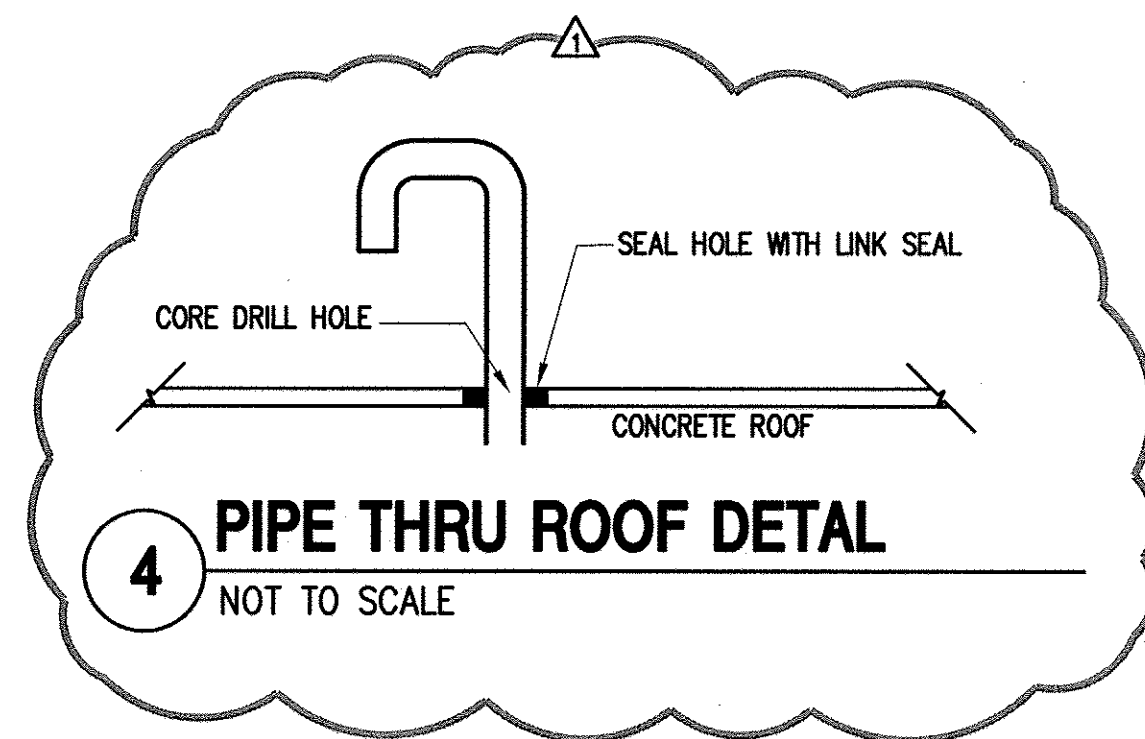 1
SEAL HOLE WITH LINK SEAL
CORE DRILL HOLE
CONCRETE ROOF
4
PIPE THRU ROOF DETAL
NOT TO SCALE